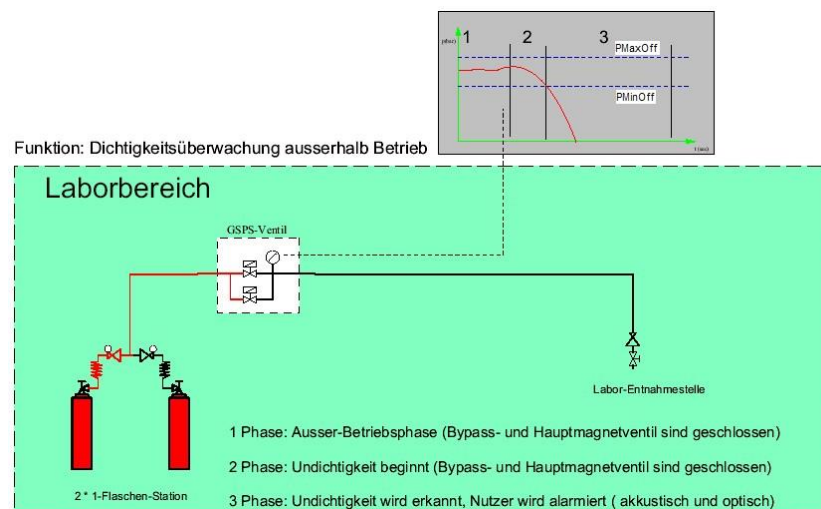 1 2 3
PMaxOff
PMinOff
Funktion: Dichtigkeitsüberwachung ausserhalb Betrieb
Laborbereich
GSPS-Ventil
Labor-Entnahmestelle
1 Phase: Ausser-Betriebsphase (Bypass- und Hauptmagnetventil sind geschlossen)
2 Phase: Undichtigkeit beginnt (Bypass- und Hauptmagnetventil sind geschlossen)
2 * 1-Flaschen-Station
3 Phase: Undichtigkeit wird erkannt, Nutzer wird alarmiert ( akkustisch und optisch)